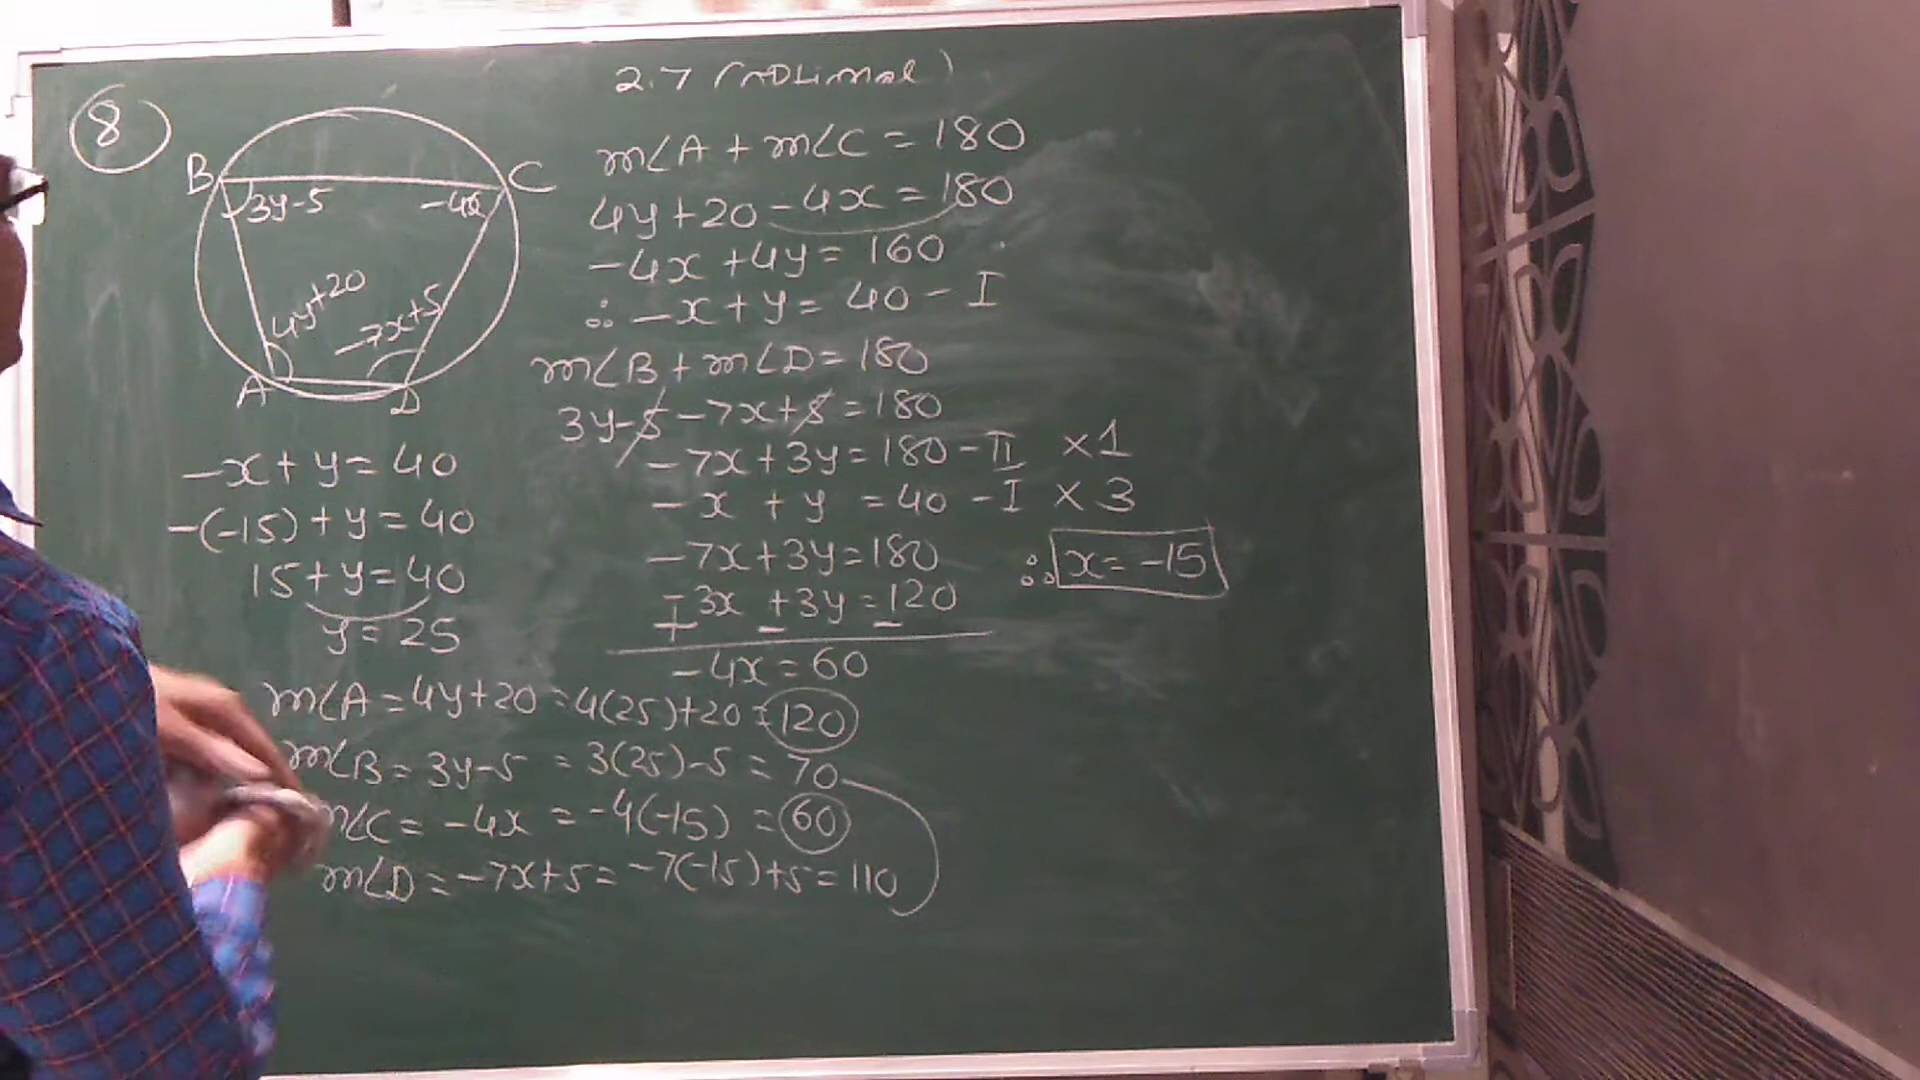 2.7 (
8
B
C
3y-5
-4x
4y+20
-7x+5
A
D
m∠A + m∠C = 180
4y+20-4x = 180
-4x+4y = 160
∴ -x+y = 40 - I
m∠B + m∠D = 180
3y-5-7x+5 = 180
-7x+3y = 180 - II ×1
-x + y = 40 - I × 3
-7x+3y = 180
-3x +3y = 120
+ - -
-4x = 60
∴ x = -15
-x+y = 40
-(-15)+y = 40
15+y = 40
y = 25
m∠A = 4y+20 = 4(25)+20 = 120
m∠B = 3y-5 = 3(25)-5 = 70
m∠C = -4x = -4(-15) = 60
m∠D = -7x+5 = -7(-15)+5 = 110